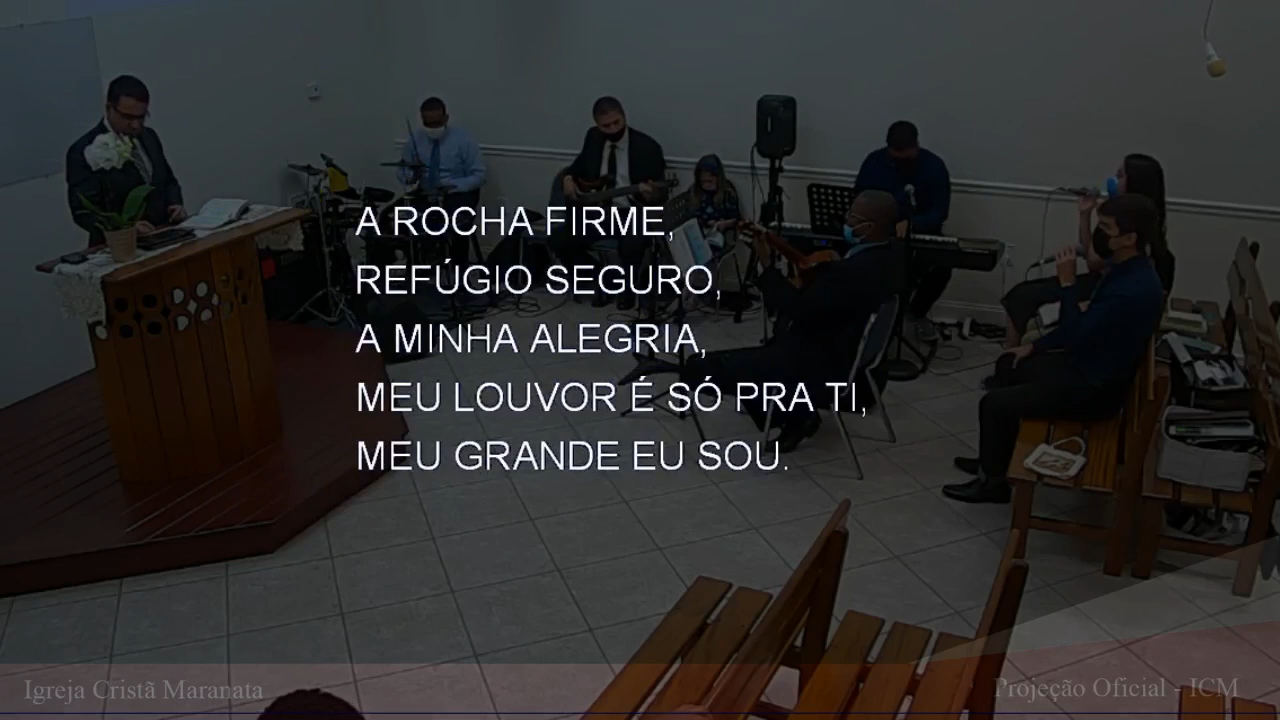 A ROCHA FIRME,
REFÚGIO SEGURO,
A MINHA ALEGRIA,
MEU LOUVOR É SÓ PRA TI,
MEU GRANDE EU SOU.
Igreja Cristã Maranata
Projeção Oficial - ICM